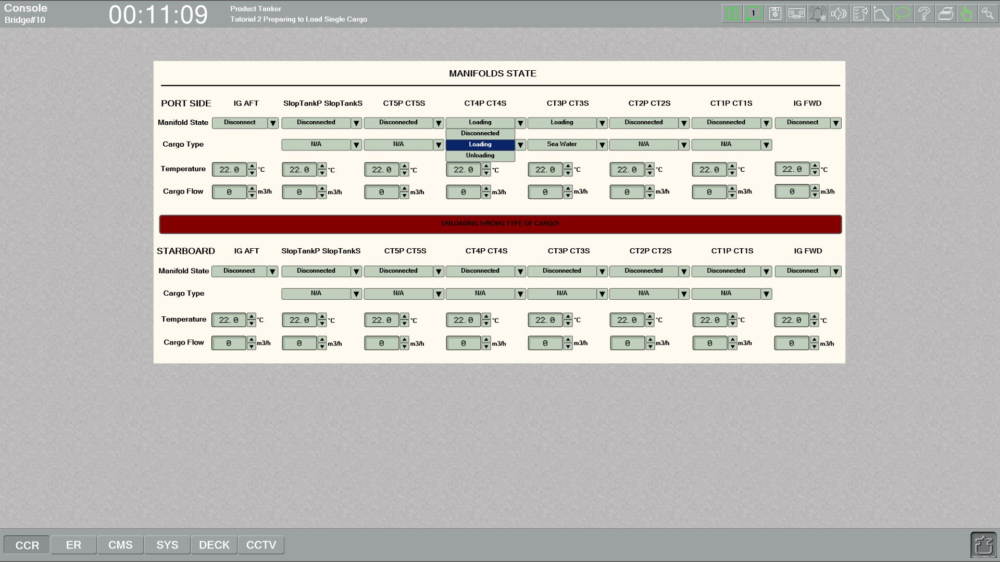 Console
Bridge#10
00:11:09
Product Tanker
Tutorial 2 Preparing to Load Single Cargo
1
MANIFOLDS STATE
PORT SIDE IG AFT SlopTankP SlopTankS CT5P CT5S CT4P CT4S CT3P CT3S CT2P CT2S CT1P CT1S IG FWD
Manifold State Disconnect Disconnected Disconnected Loading Loading Disconnected Disconnected Disconnect
Disconnected
Cargo Type N/A N/A Loading Sea Water N/A N/A
Unloading
Temperature 22.0 °C 22.0 °C 22.0 °C 22.0 °C 22.0 °C 22.0 °C 22.0 °C 22.0 °C
Cargo Flow 0 m3/h 0 m3/h 0 m3/h 0 m3/h 0 m3/h 0 m3/h 0 m3/h 0 m3/h
UNLOADING WRONG TYPE OF CARGO!
STARBOARD IG AFT SlopTankP SlopTankS CT5P CT5S CT4P CT4S CT3P CT3S CT2P CT2S CT1P CT1S IG FWD
Manifold State Disconnect Disconnected Disconnected Disconnected Disconnected Disconnected Disconnected Disconnect
Cargo Type N/A N/A N/A N/A N/A N/A
Temperature 22.0 °C 22.0 °C 22.0 °C 22.0 °C 22.0 °C 22.0 °C 22.0 °C 22.0 °C
Cargo Flow 0 m3/h 0 m3/h 0 m3/h 0 m3/h 0 m3/h 0 m3/h 0 m3/h 0 m3/h
CCR ER CMS SYS DECK CCTV